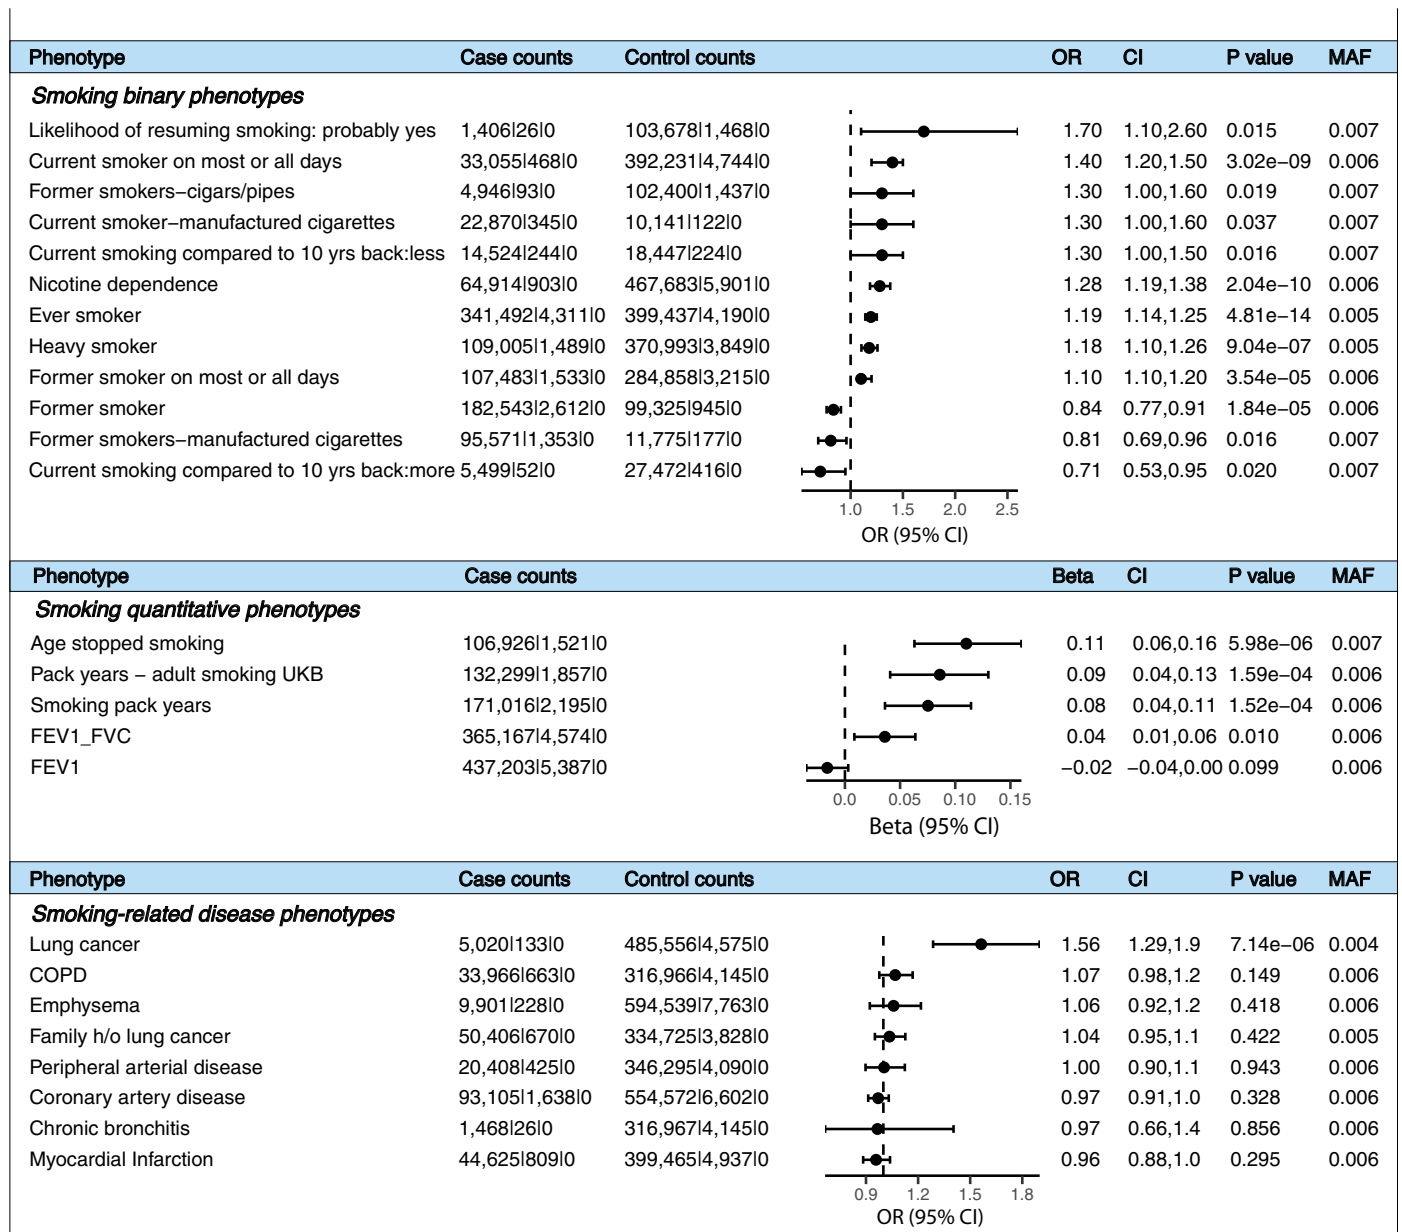 Phenotype Case counts Control counts OR CI P value MAF
Smoking binary phenotypes
Likelihood of resuming smoking: probably yes 1,406|26|0 103,678|1,468|0 1.70 1.10,2.60 0.015 0.007
Current smoker on most or all days 33,055|468|0 392,231|4,744|0 1.40 1.20,1.50 3.02e−09 0.006
Former smokers−cigars/pipes 4,946|93|0 102,400|1,437|0 1.30 1.00,1.60 0.019 0.007
Current smoker−manufactured cigarettes 22,870|345|0 10,141|122|0 1.30 1.00,1.60 0.037 0.007
Current smoking compared to 10 yrs back:less 14,524|244|0 18,447|224|0 1.30 1.00,1.50 0.016 0.007
Nicotine dependence 64,914|903|0 467,683|5,901|0 1.28 1.19,1.38 2.04e−10 0.006
Ever smoker 341,492|4,311|0 399,437|4,190|0 1.19 1.14,1.25 4.81e−14 0.005
Heavy smoker 109,005|1,489|0 370,993|3,849|0 1.18 1.10,1.26 9.04e−07 0.005
Former smoker on most or all days 107,483|1,533|0 284,858|3,215|0 1.10 1.10,1.20 3.54e−05 0.006
Former smoker 182,543|2,612|0 99,325|945|0 0.84 0.77,0.91 1.84e−05 0.006
Former smokers−manufactured cigarettes 95,571|1,353|0 11,775|177|0 0.81 0.69,0.96 0.016 0.007
Current smoking compared to 10 yrs back:more 5,499|52|0 27,472|416|0 0.71 0.53,0.95 0.020 0.007
1.0 1.5 2.0 2.5
OR (95% CI)
Phenotype Case counts Beta CI P value MAF
Smoking quantitative phenotypes
Age stopped smoking 106,926|1,521|0 0.11 0.06,0.16 5.98e−06 0.007
Pack years − adult smoking UKB 132,299|1,857|0 0.09 0.04,0.13 1.59e−04 0.006
Smoking pack years 171,016|2,195|0 0.08 0.04,0.11 1.52e−04 0.006
FEV1_FVC 365,167|4,574|0 0.04 0.01,0.06 0.010 0.006
FEV1 437,203|5,387|0 −0.02 −0.04,0.00 0.099 0.006
0.0 0.05 0.10 0.15
Beta (95% CI)
Phenotype Case counts Control counts OR CI P value MAF
Smoking-related disease phenotypes
Lung cancer 5,020|133|0 485,556|4,575|0 1.56 1.29,1.9 7.14e−06 0.004
COPD 33,966|663|0 316,966|4,145|0 1.07 0.98,1.2 0.149 0.006
Emphysema 9,901|228|0 594,539|7,763|0 1.06 0.92,1.2 0.418 0.006
Family h/o lung cancer 50,406|670|0 334,725|3,828|0 1.04 0.95,1.1 0.422 0.005
Peripheral arterial disease 20,408|425|0 346,295|4,090|0 1.00 0.90,1.1 0.943 0.006
Coronary artery disease 93,105|1,638|0 554,572|6,602|0 0.97 0.91,1.0 0.328 0.006
Chronic bronchitis 1,468|26|0 316,967|4,145|0 0.97 0.66,1.4 0.856 0.006
Myocardial Infarction 44,625|809|0 399,465|4,937|0 0.96 0.88,1.0 0.295 0.006
0.9 1.2 1.5 1.8
OR (95% CI)